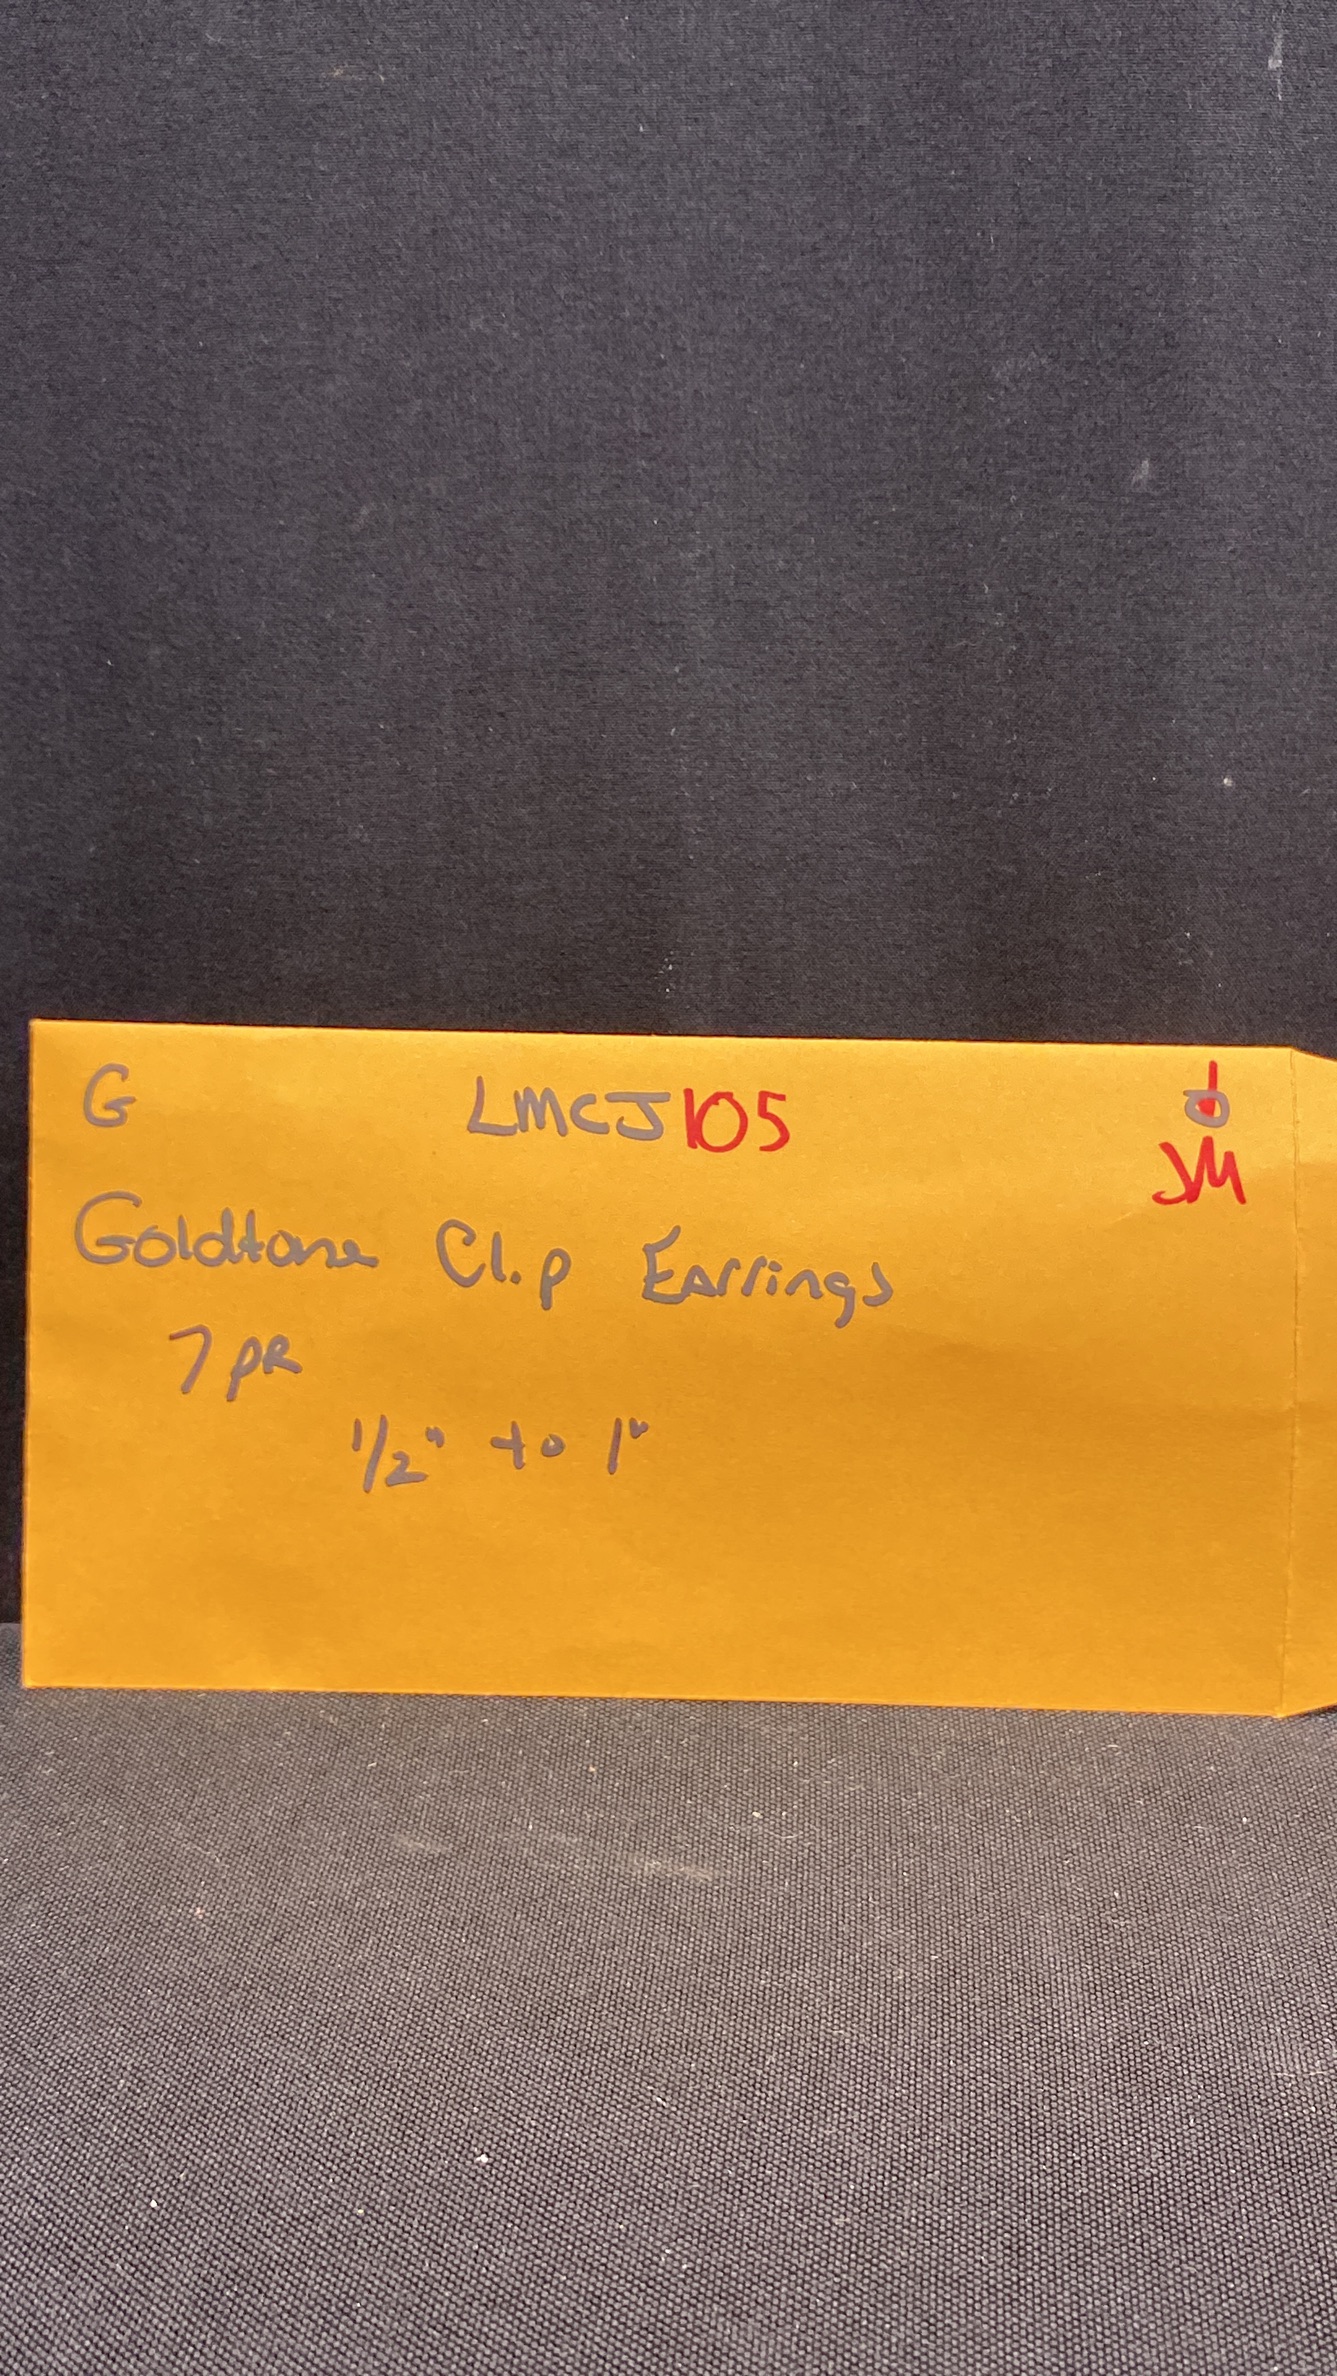 G LMCJ105
JM
Goldtone Clip Earrings
7 PR
1/2" to 1"